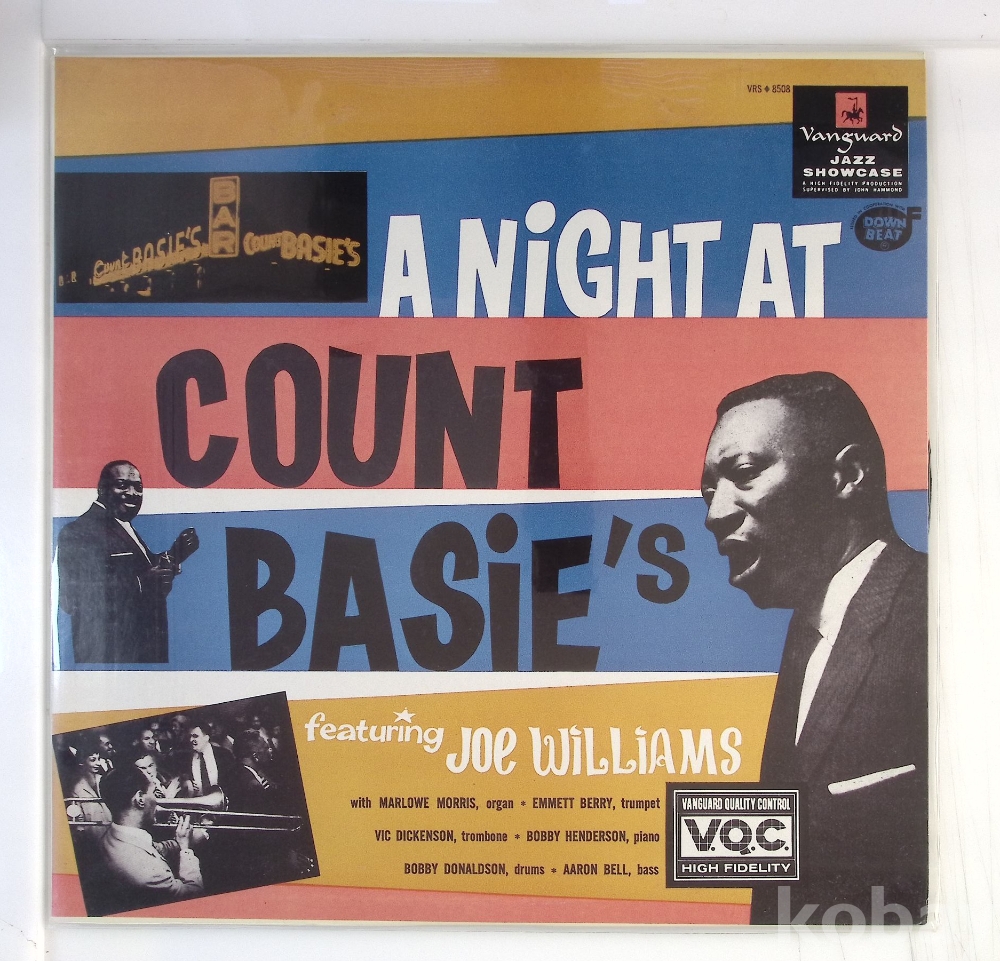 VRS ♦ 8508
Vanguard
JAZZ
SHOWCASE
A HIGH FIDELITY PRODUCTION
SUPERVISED BY JOHN HAMMOND
DOWN
BEAT
BAR
Count BASIE'S
Count BASIE'S
A NiGHT AT
COUNT
BASiE'S
featuring JOe WiLLiAMS
with MARLOWE MORRIS, organ * EMMETT BERRY, trumpet
VIC DICKENSON, trombone * BOBBY HENDERSON, piano
BOBBY DONALDSON, drums * AARON BELL, bass
VANGUARD QUALITY CONTROL
V.Q.C.
HIGH FIDELITY